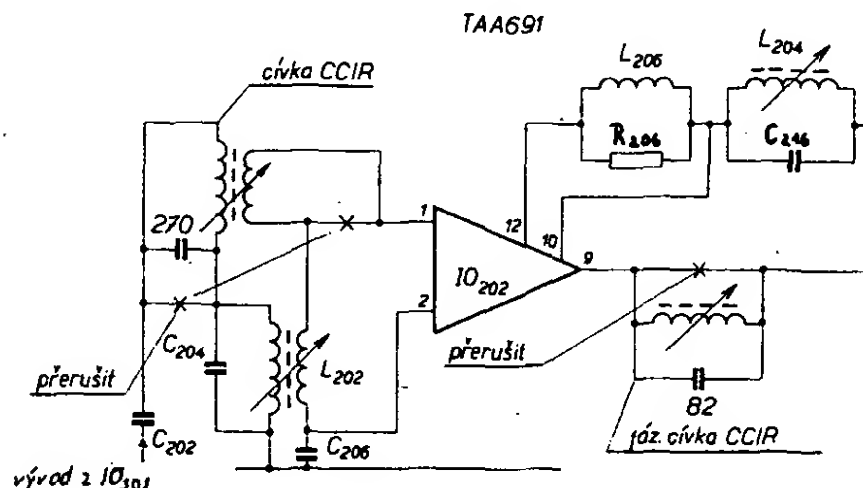 TAA691
cívka CCIR
L206
L204
R206
C246
270
1
12
10
9
2
IO202
C204
L202
přerušit
přerušit
C202
C206
82
fáz. cívka CCIR
vývod z IO101